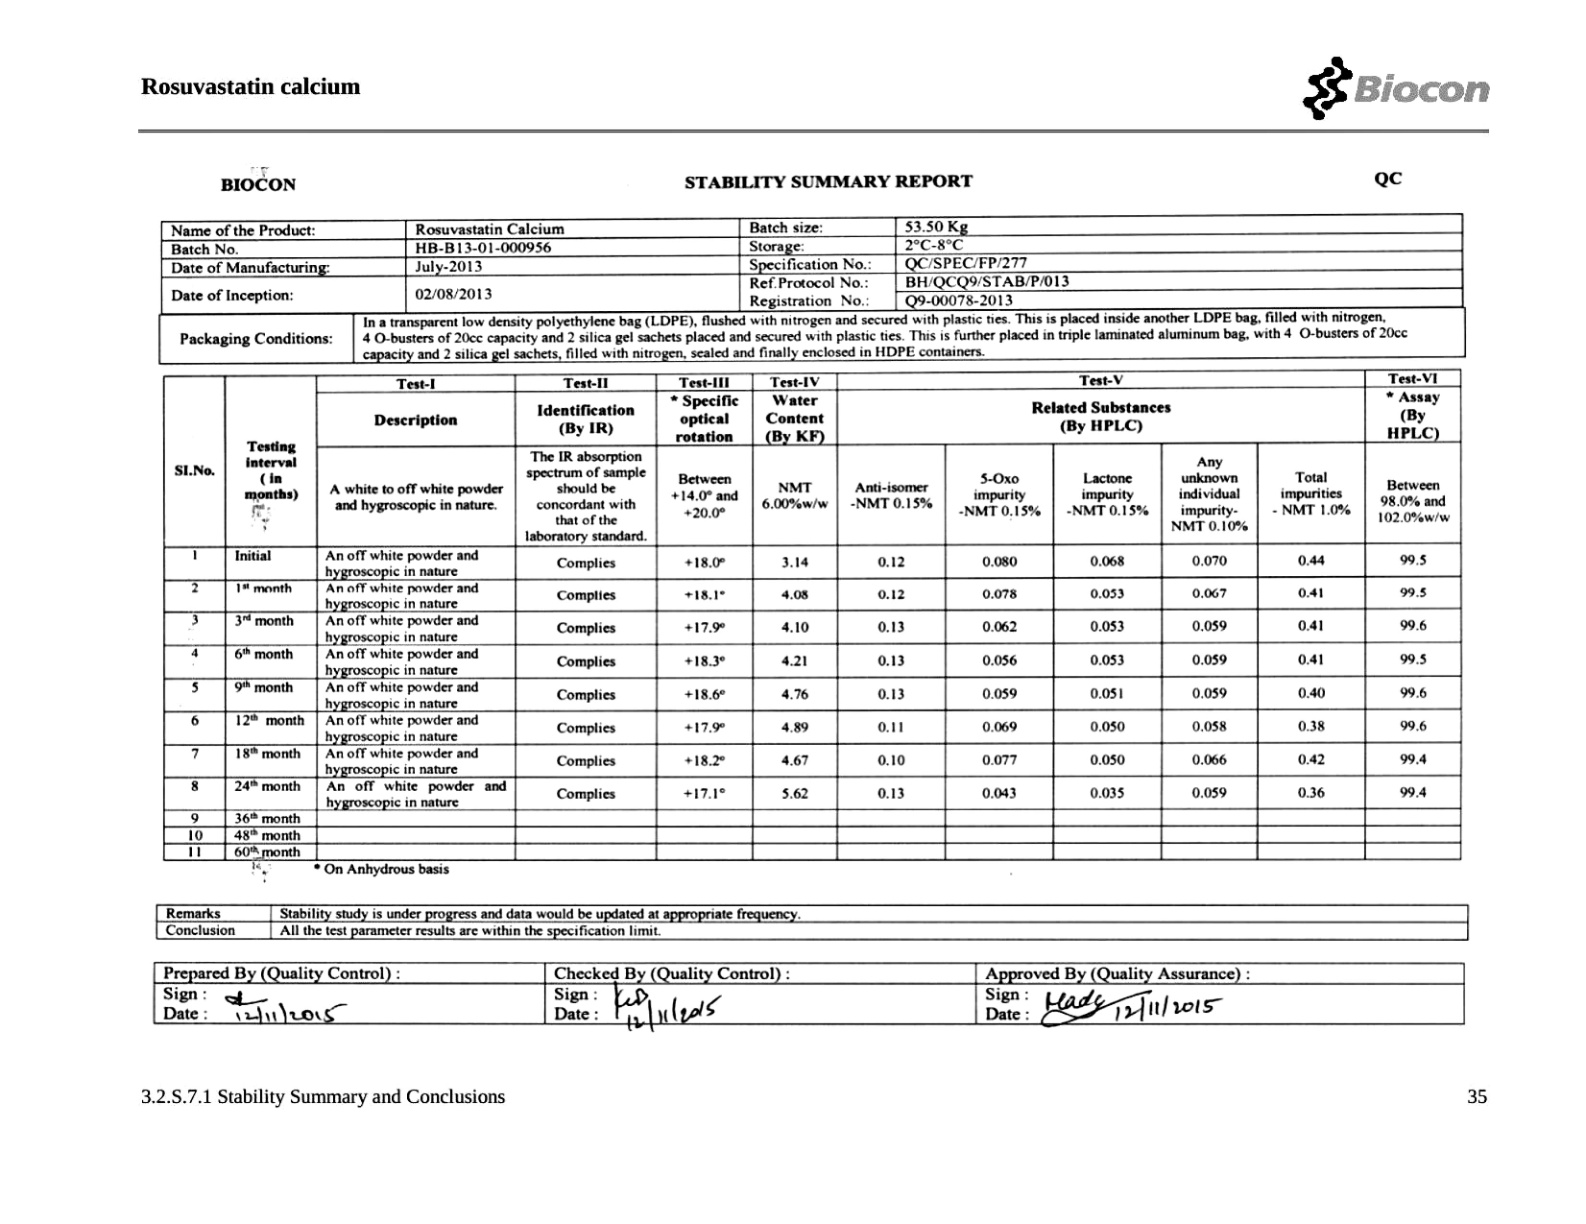 Rosuvastatin calcium
Biocon
BIOCON STABILITY SUMMARY REPORT QC
Name of the Product: Rosuvastatin Calcium Batch size: 53.50 Kg
Batch No. HB-B13-01-000956 Storage: 2°C-8°C
Date of Manufacturing: July-2013 Specification No.: QC/SPEC/FP/277
Date of Inception: 02/08/2013 Ref.Protocol No.: BH/QCQ9/STAB/P/013
Registration No.: Q9-00078-2013
Packaging Conditions:
In a transparent low density polyethylene bag (LDPE), flushed with nitrogen and secured with plastic ties. This is placed inside another LDPE bag, filled with nitrogen,
4 O-busters of 20cc capacity and 2 silica gel sachets placed and secured with plastic ties. This is further placed in triple laminated aluminum bag, with 4 O-busters of 20cc
capacity and 2 silica gel sachets, filled with nitrogen, sealed and finally enclosed in HDPE containers.
SI.No.
Testing
interval
( in
months)
Test-I Test-II Test-III Test-IV Test-V Test-VI
Description
Identification
(By IR)
* Specific
optical
rotation
Water
Content
(By KF)
Related Substances
(By HPLC)
* Assay
(By
HPLC)
A white to off white powder
and hygroscopic in nature.
The IR absorption
spectrum of sample
should be
concordant with
that of the
laboratory standard.
Between
+14.0° and
+20.0°
NMT
6.00%w/w
Anti-isomer
-NMT 0.15%
5-Oxo
impurity
-NMT 0.15%
Lactone
impurity
-NMT 0.15%
Any
unknown
individual
impurity-
NMT 0.10%
Total
impurities
- NMT 1.0%
Between
98.0% and
102.0%w/w
1 Initial An off white powder and
hygroscopic in nature Complies +18.0° 3.14 0.12 0.080 0.068 0.070 0.44 99.5
2 1st month An off white powder and
hygroscopic in nature Complies +18.1° 4.08 0.12 0.078 0.053 0.067 0.41 99.5
3 3rd month An off white powder and
hygroscopic in nature Complies +17.9° 4.10 0.13 0.062 0.053 0.059 0.41 99.6
4 6th month An off white powder and
hygroscopic in nature Complies +18.3° 4.21 0.13 0.056 0.053 0.059 0.41 99.5
5 9th month An off white powder and
hygroscopic in nature Complies +18.6° 4.76 0.13 0.059 0.051 0.059 0.40 99.6
6 12th month An off white powder and
hygroscopic in nature Complies +17.9° 4.89 0.11 0.069 0.050 0.058 0.38 99.6
7 18th month An off white powder and
hygroscopic in nature Complies +18.2° 4.67 0.10 0.077 0.050 0.066 0.42 99.4
8 24th month An off white powder and
hygroscopic in nature Complies +17.1° 5.62 0.13 0.043 0.035 0.059 0.36 99.4
9 36th month
10 48th month
11 60th month
* On Anhydrous basis
Remarks Stability study is under progress and data would be updated at appropriate frequency.
Conclusion All the test parameter results are within the specification limit.
Prepared By (Quality Control) : Checked By (Quality Control) : Approved By (Quality Assurance) :
Sign : Sign : Sign :
Date : 12/11/2015 Date : 12/11/2015 Date : 12/11/2015
3.2.S.7.1 Stability Summary and Conclusions 35